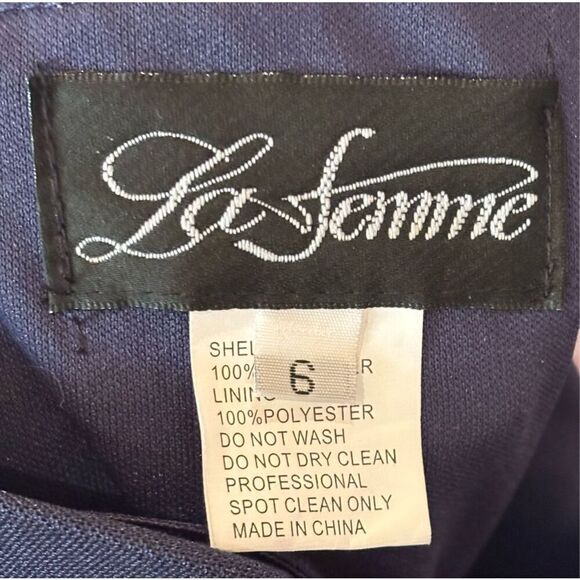 La Femme
6
SHEL
100% ER
LINING
100%POLYESTER
DO NOT WASH
DO NOT DRY CLEAN
PROFESSIONAL
SPOT CLEAN ONLY
MADE IN CHINA